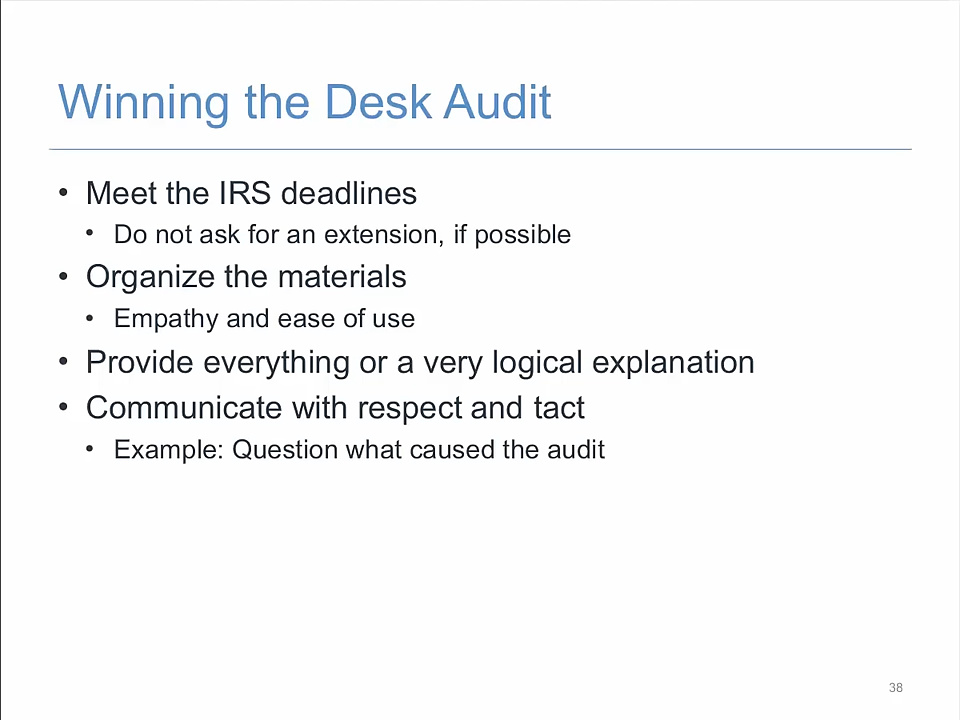 Winning the Desk Audit
• Meet the IRS deadlines
• Do not ask for an extension, if possible
• Organize the materials
• Empathy and ease of use
• Provide everything or a very logical explanation
• Communicate with respect and tact
• Example: Question what caused the audit
38